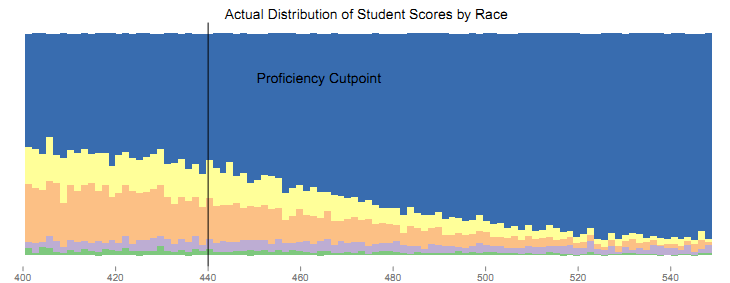 Actual Distribution of Student Scores by Race
Proficiency Cutpoint
400 420 440 460 480 500 520 540